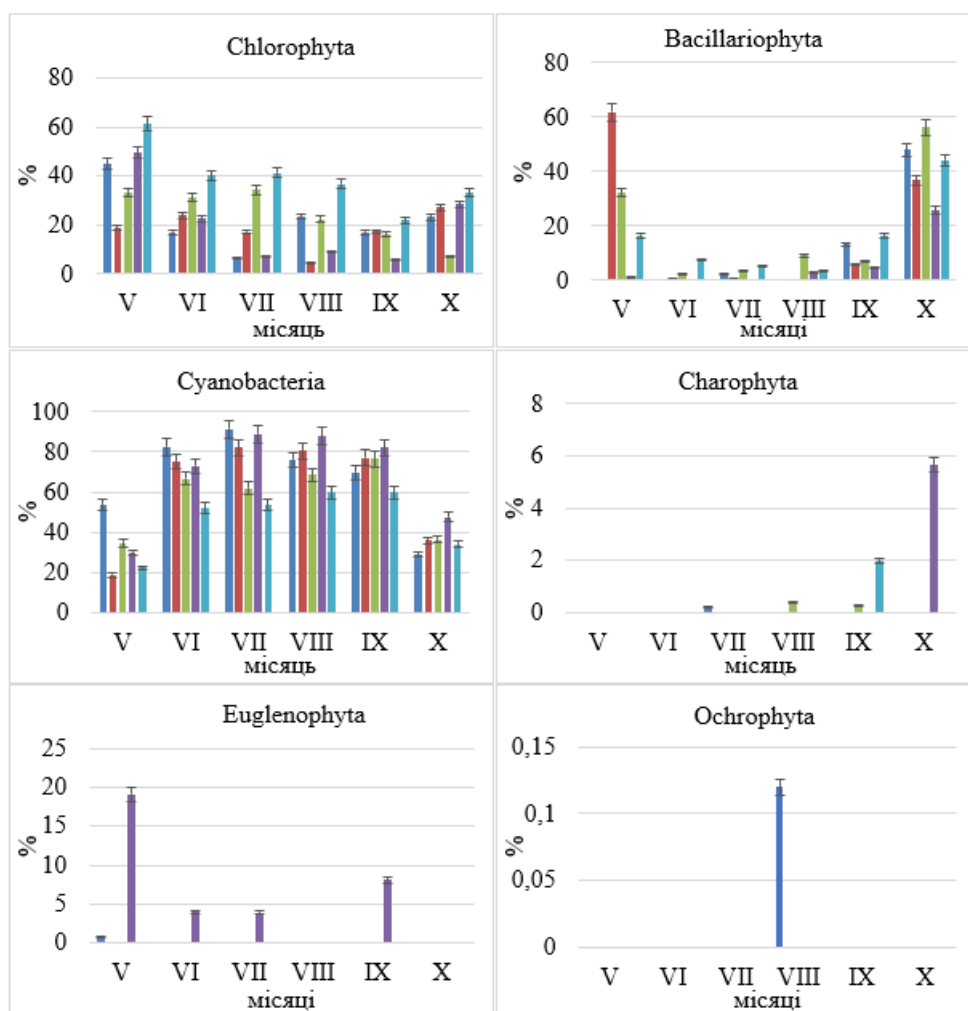 Chlorophyta
80
60
40
20
0
%
V VI VII VIII IX X
місяць
Bacillariophyta
80
60
40
20
0
%
V VI VII VIII IX X
місяці
Cyanobacteria
100
80
60
40
20
0
%
V VI VII VIII IX X
місяць
Charophyta
8
6
4
2
0
%
V VI VII VIII IX X
місяць
Euglenophyta
25
20
15
10
5
0
%
V VI VII VIII IX X
місяці
Ochrophyta
0,15
0,1
0,05
0
%
V VI VII VIII IX X
місяці